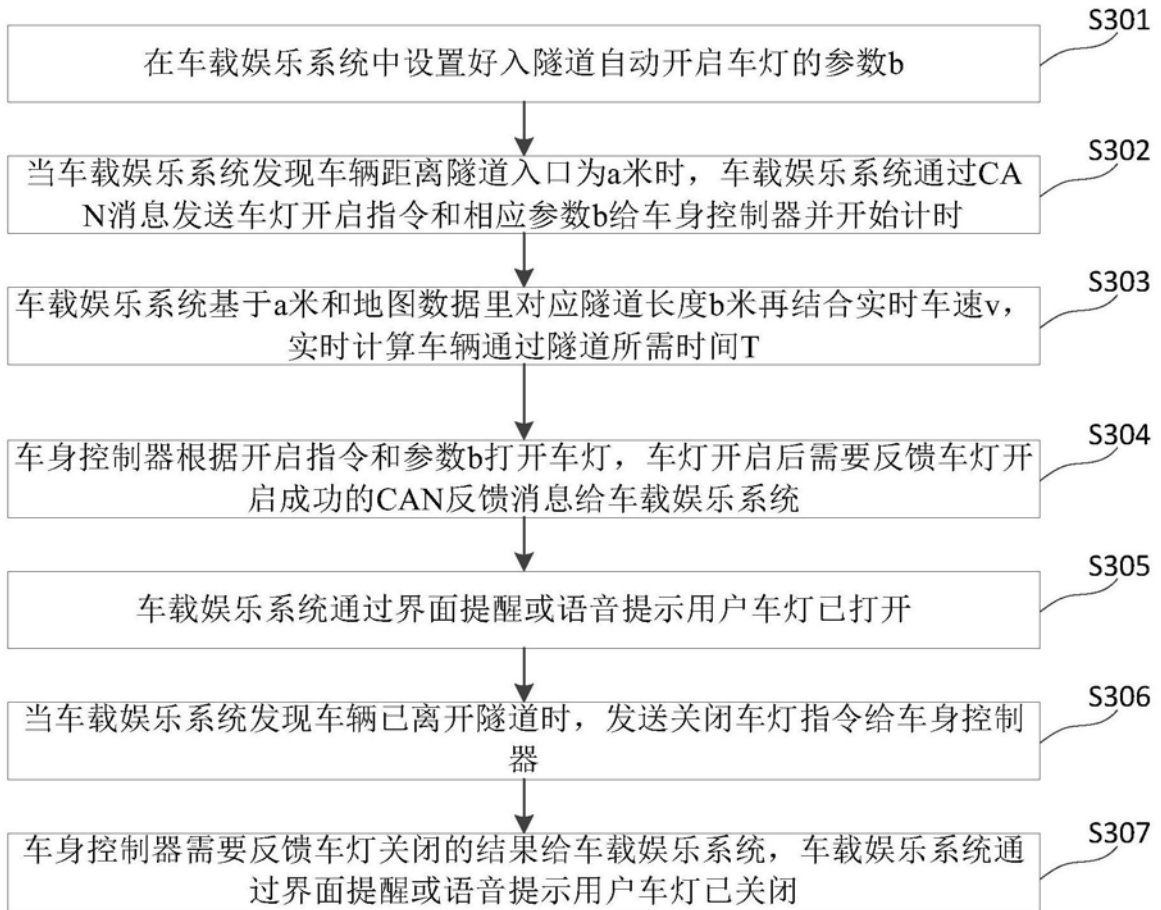 S301
在车载娱乐系统中设置好入隧道自动开启车灯的参数b
S302
当车载娱乐系统发现车辆距离隧道入口为a米时，车载娱乐系统通过CA
N消息发送车灯开启指令和相应参数b给车身控制器并开始计时
S303
车载娱乐系统基于a米和地图数据里对应隧道长度b米再结合实时车速v，
实时计算车辆通过隧道所需时间T
S304
车身控制器根据开启指令和参数b打开车灯，车灯开启后需要反馈车灯开
启成功的CAN反馈消息给车载娱乐系统
S305
车载娱乐系统通过界面提醒或语音提示用户车灯已打开
S306
当车载娱乐系统发现车辆已离开隧道时，发送关闭车灯指令给车身控制
器
S307
车身控制器需要反馈车灯关闭的结果给车载娱乐系统，车载娱乐系统通
过界面提醒或语音提示用户车灯已关闭